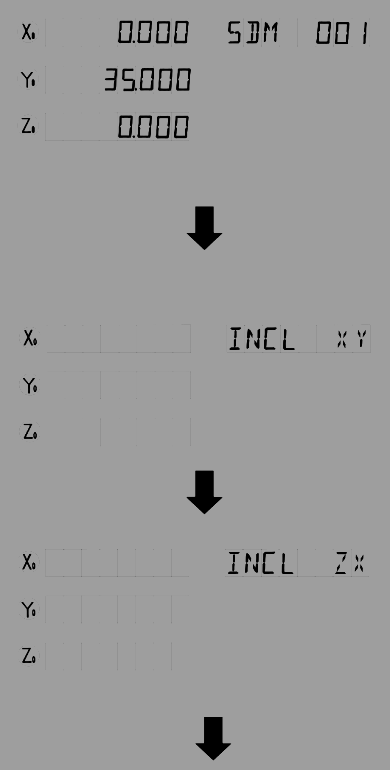 X₀ 0.000 SDM 001
Y₀ 35.000
Z₀ 0.000
X₀ INCL XY
Y₀
Z₀
X₀ INCL ZX
Y₀
Z₀